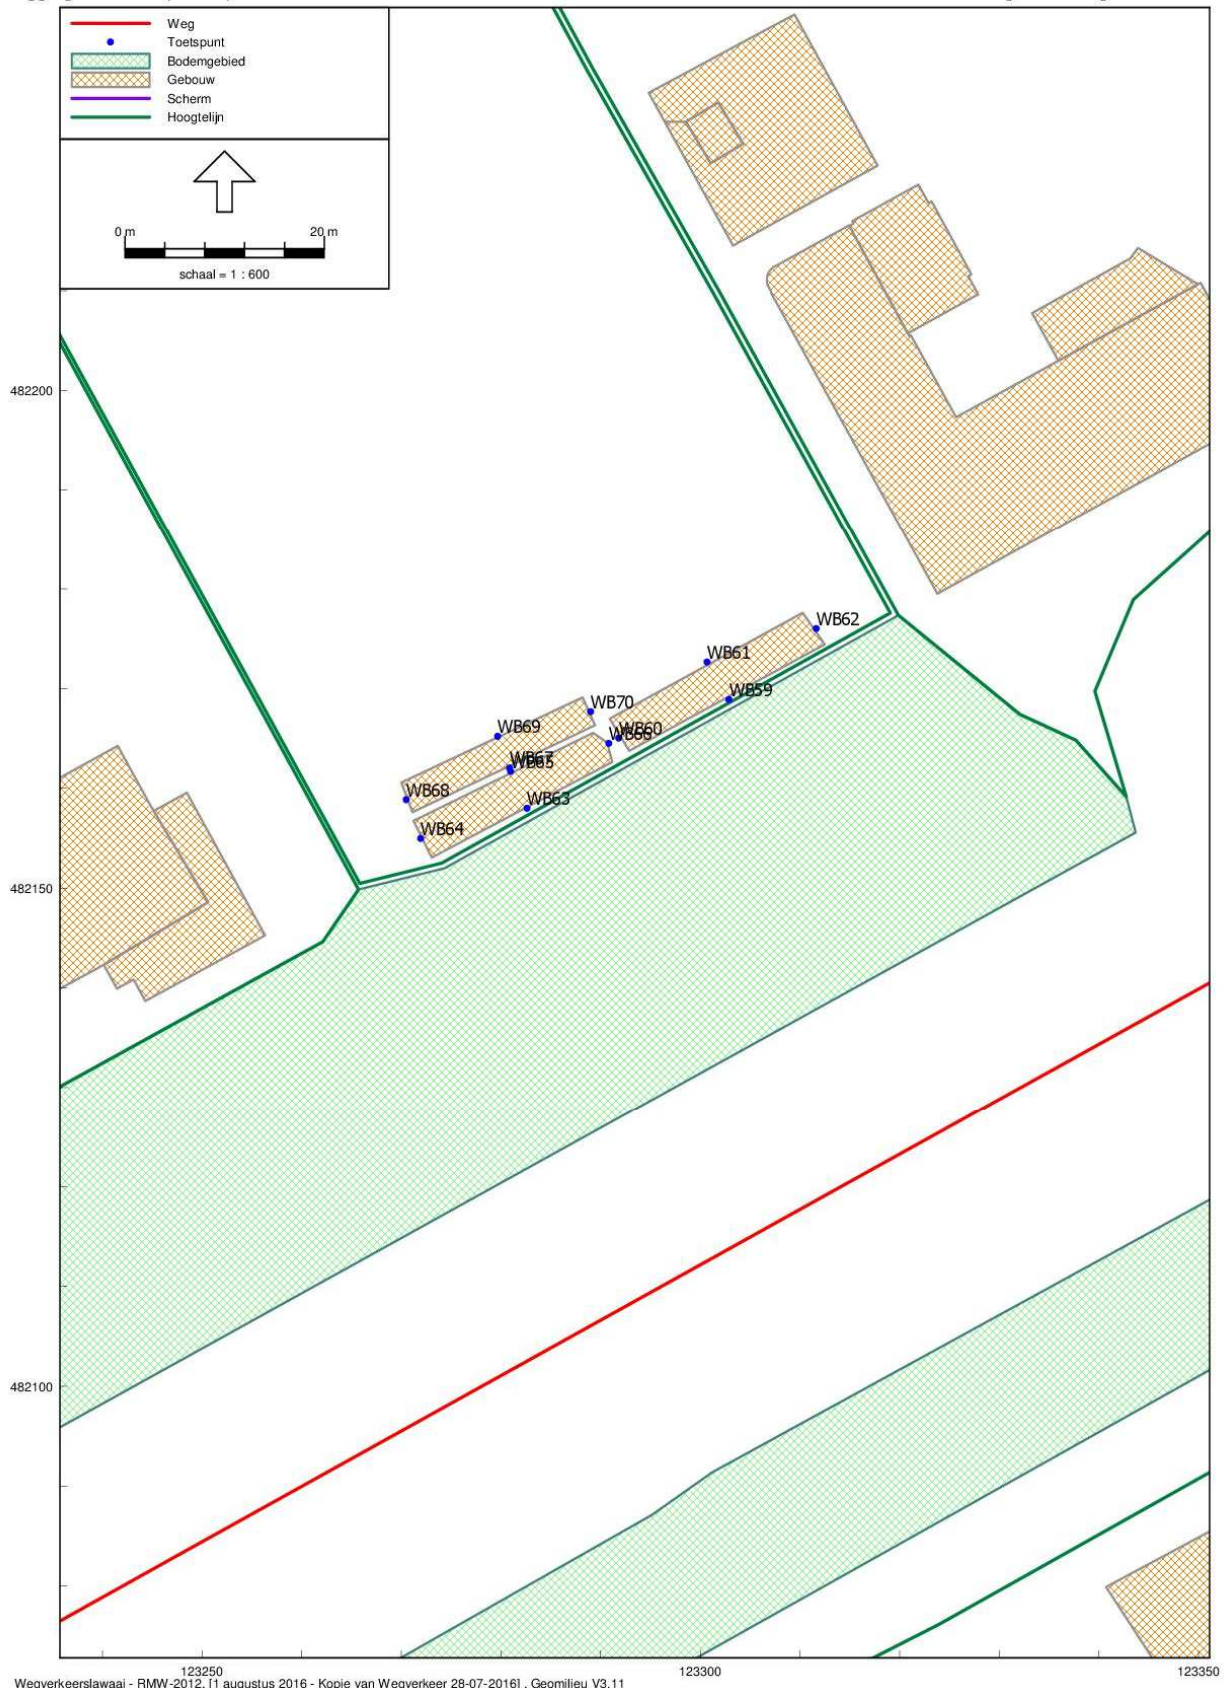 Weg
Toetspunt
Bodemgebied
Gebouw
Scherm
Hoogtelijn
0 m 20 m
schaal = 1 : 600
482200
WB62
WB61
WB59
WB70
WB60
WB69
WB66
WB67
WB65
WB68
WB63
WB64
482150
482100
123250 123300 123350
Wegverkeerslawaai - RMW-2012, [1 augustus 2016 - Kopie van Wegverkeer 28-07-2016] , Geomilieu V3.11